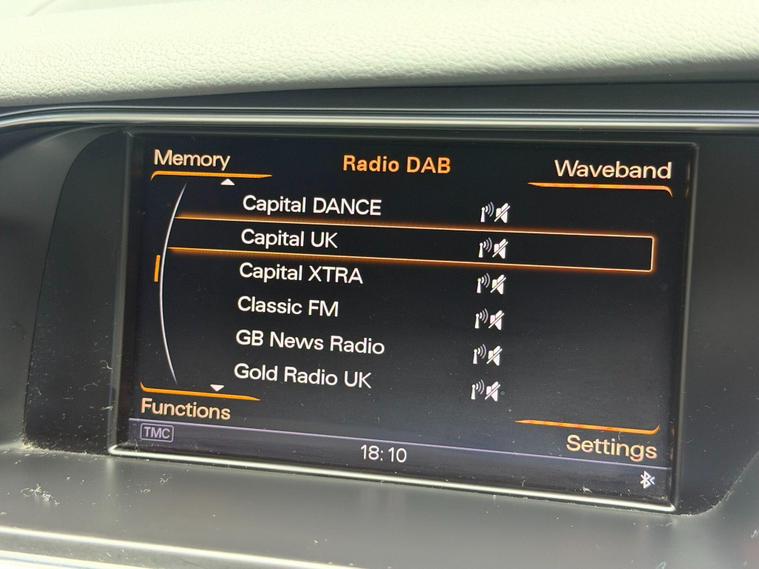 Memory
Radio DAB
Waveband
Capital DANCE
Capital UK
Capital XTRA
Classic FM
GB News Radio
Gold Radio UK
Functions
Settings
TMC
18:10